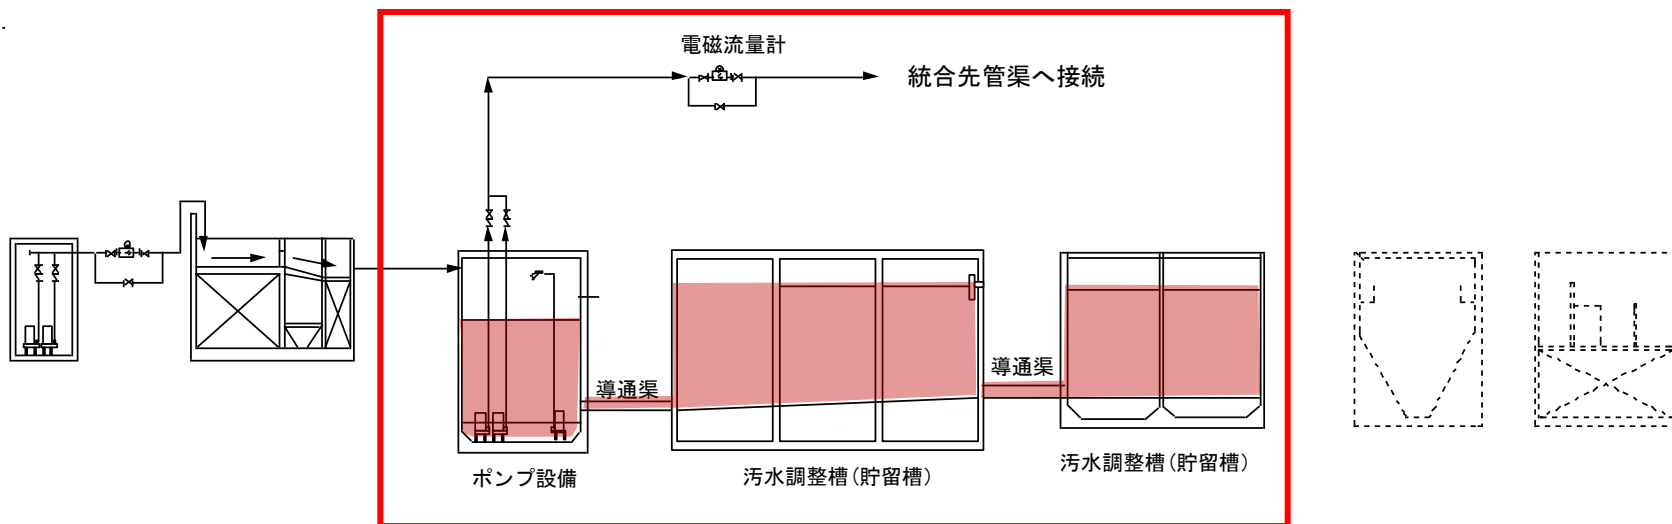 電磁流量計
統合先管渠へ接続
導通渠
導通渠
ポンプ設備
汚水調整槽(貯留槽)
汚水調整槽(貯留槽)